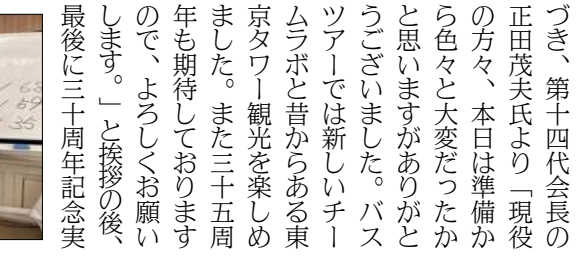 づき、第十四代会長の
正田茂夫氏より「現役
の方々、本日は準備か
ら色々と大変だったか
と思いますがありがと
うございました。バス
ツアーでは新しいチー
ムラボと昔からある東
京タワー観光を楽しめ
ました。また三十五周
年も期待しております
ので、よろしくお願い
します。」と挨拶の後、
最後に三十周年記念実
68
69
35